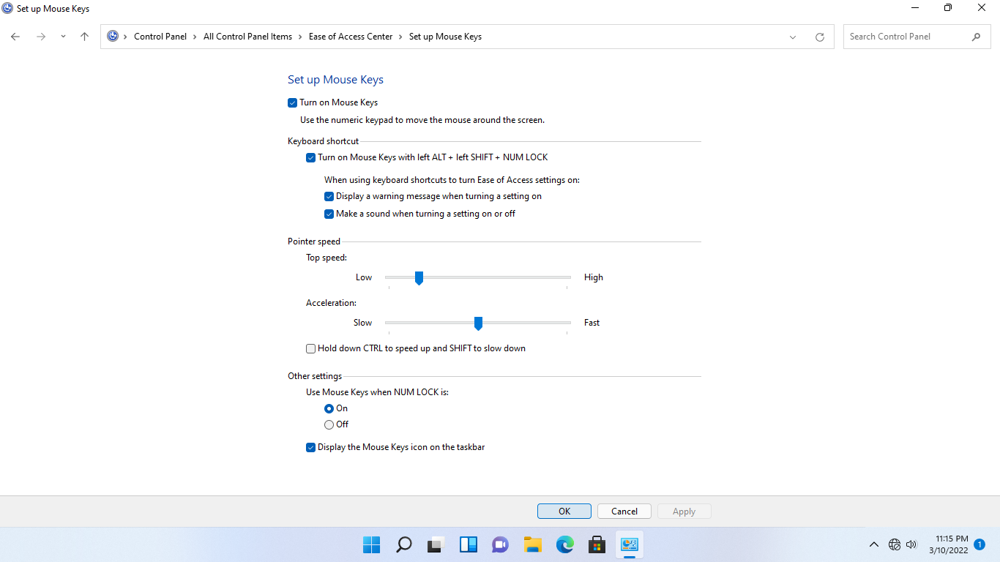 Set up Mouse Keys
Control Panel > All Control Panel Items > Ease of Access Center > Set up Mouse Keys
Search Control Panel
Set up Mouse Keys
Turn on Mouse Keys
Use the numeric keypad to move the mouse around the screen.
Keyboard shortcut
Turn on Mouse Keys with left ALT + left SHIFT + NUM LOCK
When using keyboard shortcuts to turn Ease of Access settings on:
Display a warning message when turning a setting on
Make a sound when turning a setting on or off
Pointer speed
Top speed:
Low High
Acceleration:
Slow Fast
Hold down CTRL to speed up and SHIFT to slow down
Other settings
Use Mouse Keys when NUM LOCK is:
On
Off
Display the Mouse Keys icon on the taskbar
OK Cancel Apply
11:15 PM
3/10/2022
1